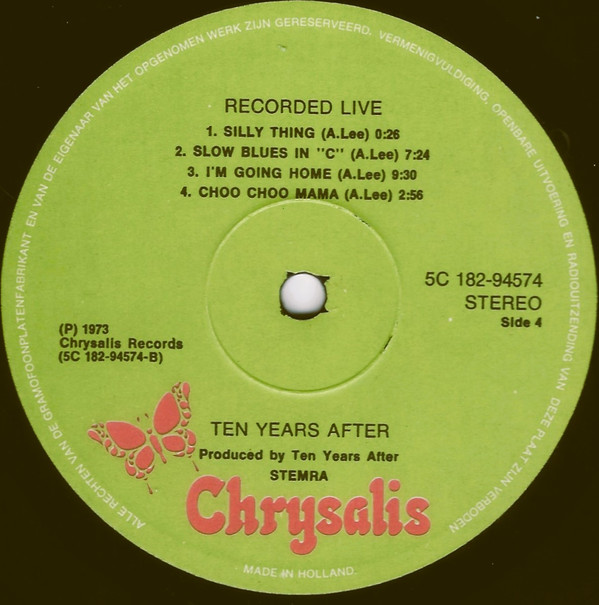 ALLE RECHTEN VAN DE GRAMOFOONPLATENFABRIKANT EN VAN DE EIGENAAR VAN HET OPGENOMEN WERK ZIJN GERESERVEERD. VERMENIGVULDIGING, OPENBARE UITVOERING EN RADIOUITZENDING VAN DEZE PLAAT ZIJN VERBODEN
RECORDED LIVE
1. SILLY THING (A.Lee) 0:26
2. SLOW BLUES IN "C" (A.Lee) 7:24
3. I'M GOING HOME (A.Lee) 9:30
4. CHOO CHOO MAMA (A.Lee) 2:56
5C 182-94574
STEREO
Side 4
(P) 1973
Chrysalis Records
(5C 182-94574-B)
TEN YEARS AFTER
Produced by Ten Years After
STEMRA
Chrysalis
MADE IN HOLLAND.